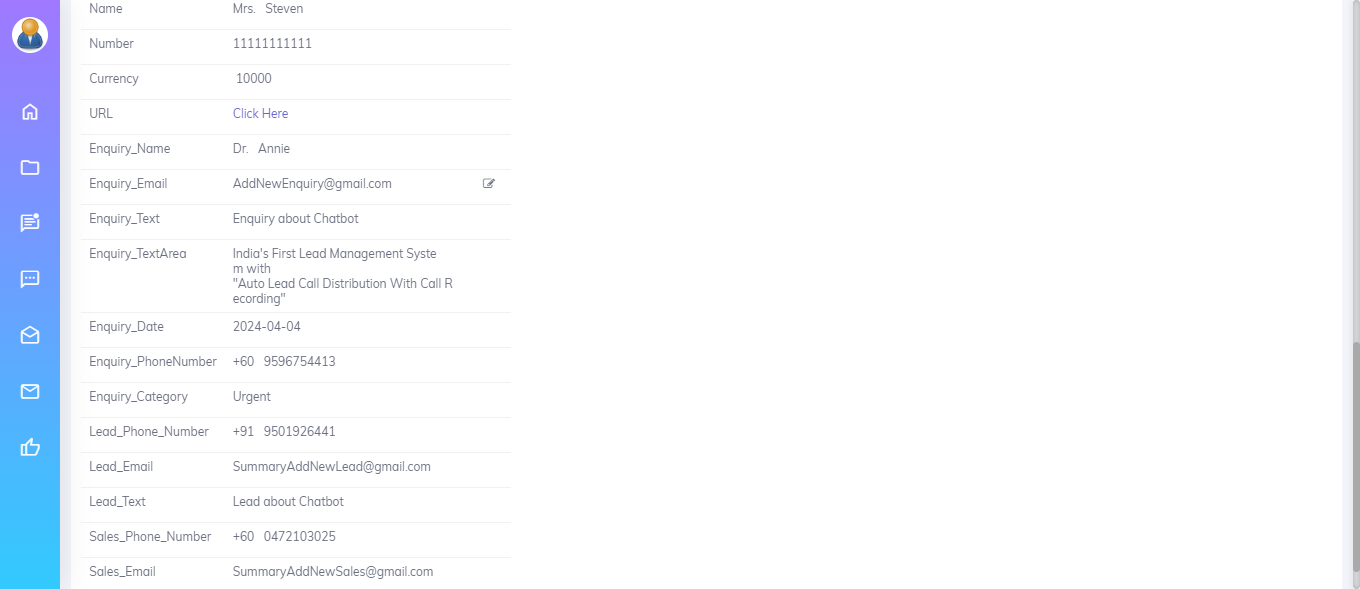 Name Mrs. Steven
Number 11111111111
Currency 10000
URL Click Here
Enquiry_Name Dr. Annie
Enquiry_Email AddNewEnquiry@gmail.com
Enquiry_Text Enquiry about Chatbot
Enquiry_TextArea India's First Lead Management Syste
m with
"Auto Lead Call Distribution With Call R
ecording"
Enquiry_Date 2024-04-04
Enquiry_PhoneNumber +60 9596754413
Enquiry_Category Urgent
Lead_Phone_Number +91 9501926441
Lead_Email SummaryAddNewLead@gmail.com
Lead_Text Lead about Chatbot
Sales_Phone_Number +60 0472103025
Sales_Email SummaryAddNewSales@gmail.com